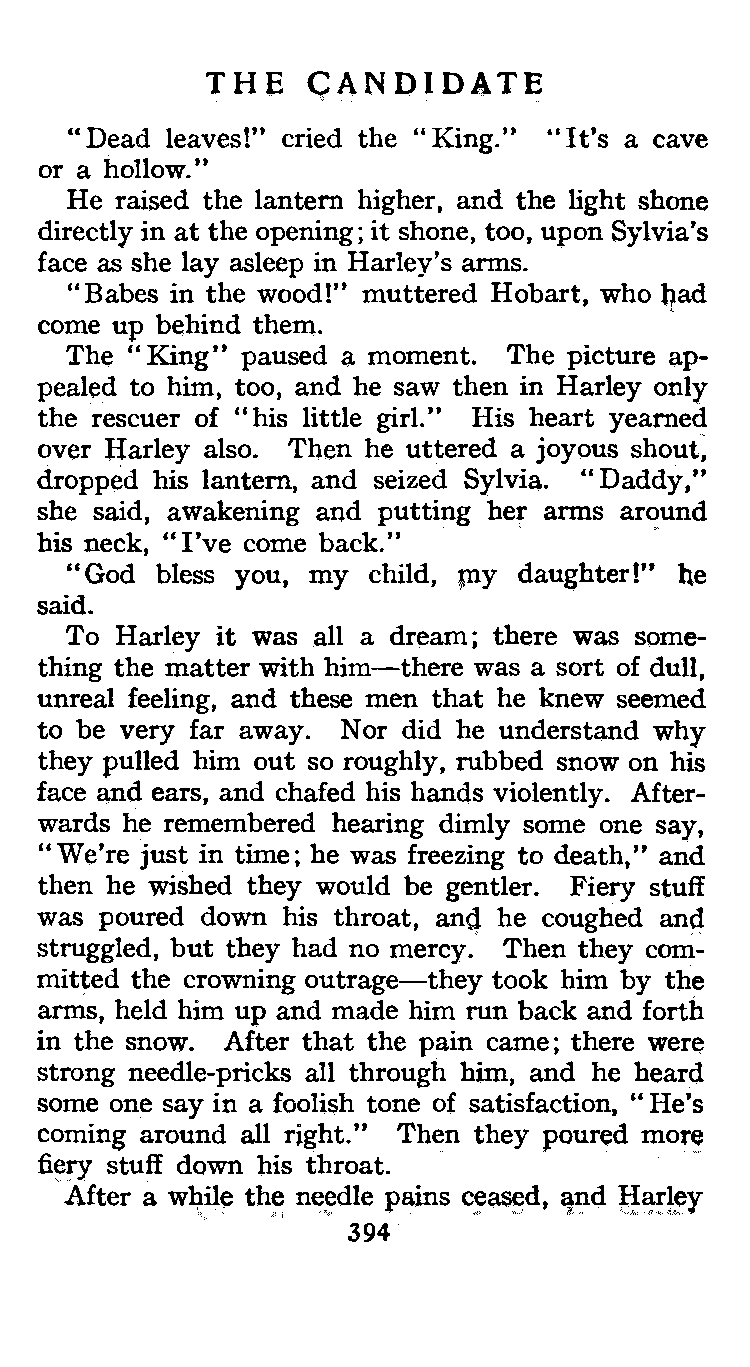 THE CANDIDATE
"Dead leaves!" cried the "King." "It's a cave
or a hollow."
He raised the lantern higher, and the light shone
directly in at the opening; it shone, too, upon Sylvia's
face as she lay asleep in Harley's arms.
"Babes in the wood!" muttered Hobart, who had
come up behind them.
The "King" paused a moment. The picture ap-
pealed to him, too, and he saw then in Harley only
the rescuer of "his little girl." His heart yearned
over Harley also. Then he uttered a joyous shout,
dropped his lantern, and seized Sylvia. "Daddy,"
she said, awakening and putting her arms around
his neck, "I've come back."
"God bless you, my child, my daughter!" he
said.
To Harley it was all a dream; there was some-
thing the matter with him—there was a sort of dull,
unreal feeling, and these men that he knew seemed
to be very far away. Nor did he understand why
they pulled him out so roughly, rubbed snow on his
face and ears, and chafed his hands violently. After-
wards he remembered hearing dimly some one say,
"We're just in time; he was freezing to death," and
then he wished they would be gentler. Fiery stuff
was poured down his throat, and he coughed and
struggled, but they had no mercy. Then they com-
mitted the crowning outrage—they took him by the
arms, held him up and made him run back and forth
in the snow. After that the pain came; there were
strong needle-pricks all through him, and he heard
some one say in a foolish tone of satisfaction, "He's
coming around all right." Then they poured more
fiery stuff down his throat.
After a while the needle pains ceased, and Harley
394